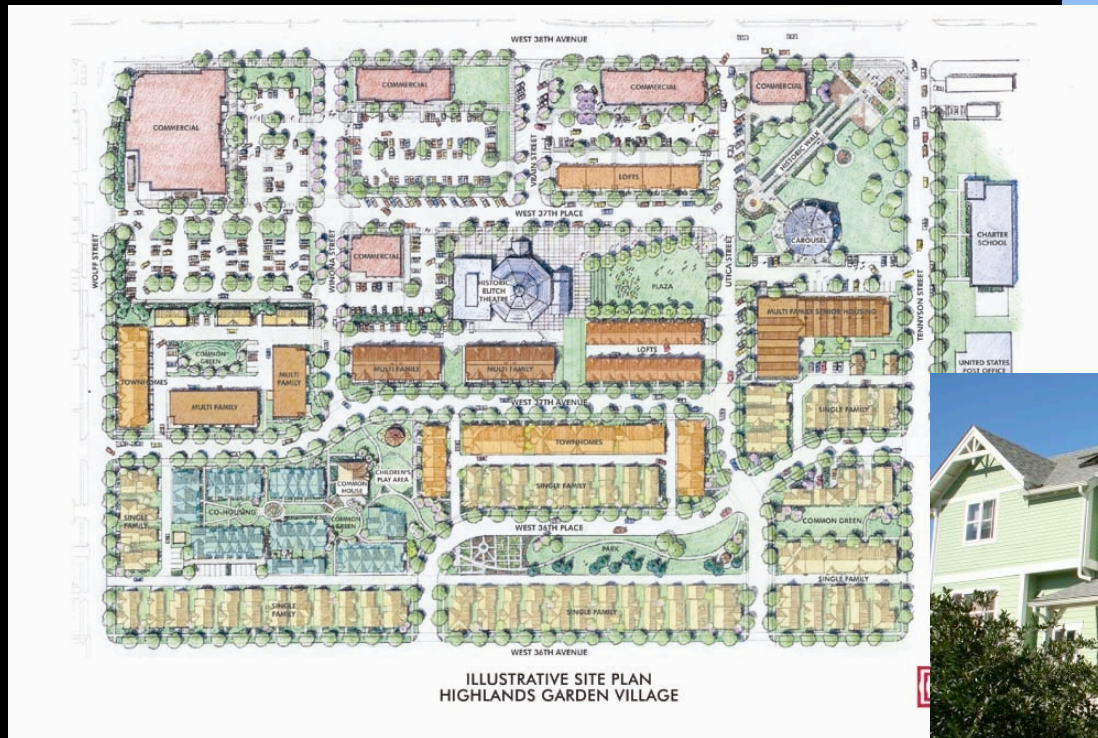 WEST 38TH AVENUE
COMMERCIAL
COMMERCIAL
COMMERCIAL
COMMERCIAL
HISTORIC WALK
VRAIN STREET
LOFTS
WEST 37TH PLACE
WOLFF STREET
WINONA STREET
COMMERCIAL
UTICA STREET
CAROUSEL
CHARTER
SCHOOL
HISTORIC
ELITCH
THEATRE
PLAZA
TENNYSON STREET
MULTI FAMILY SENIOR HOUSING
COMMON
GREEN
LOFTS
UNITED STATES
POST OFFICE
TOWNHOMES
MULTI
FAMILY
MULTI FAMILY
MULTI FAMILY
MULTI FAMILY
WEST 37TH AVENUE
SINGLE FAMILY
TOWNHOMES
CHILDREN'S
PLAY AREA
COMMON
HOUSE
SINGLE FAMILY
CO-HOUSING
COMMON
GREEN
SINGLE
FAMILY
WEST 36TH PLACE
COMMON GREEN
PARK
SINGLE FAMILY
SINGLE
FAMILY
SINGLE FAMILY
WEST 36TH AVENUE
ILLUSTRATIVE SITE PLAN
HIGHLANDS GARDEN VILLAGE